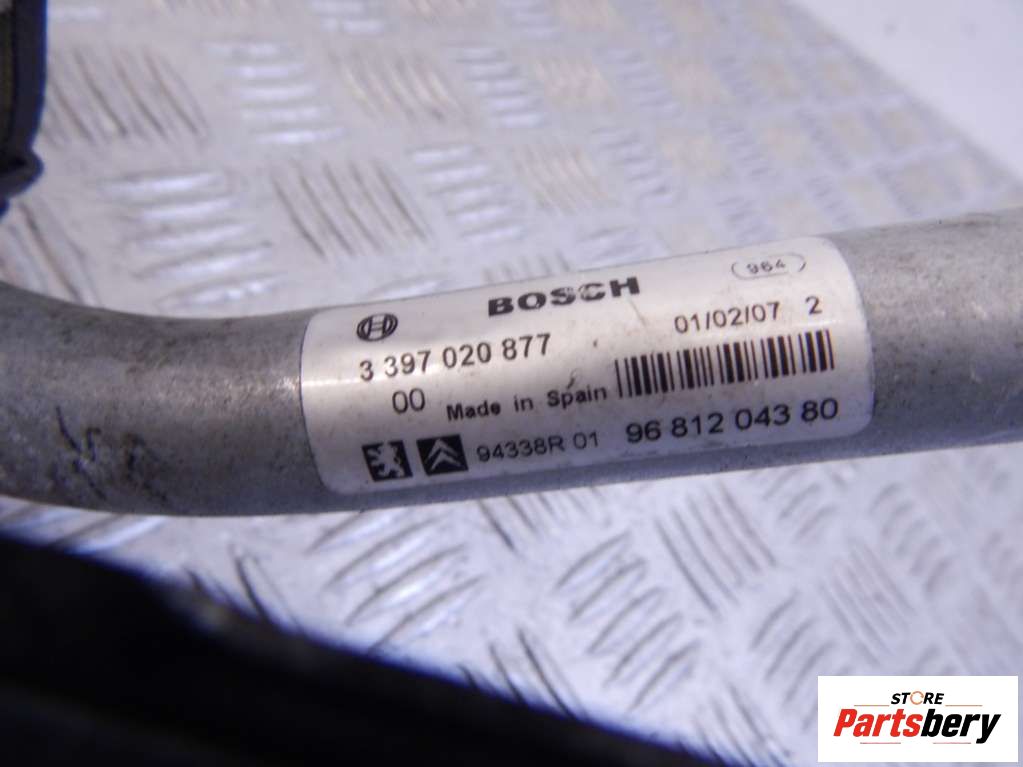 964
BOSCH
3 397 020 877
01/02/07 2
00 Made in Spain
94338R 01 96 812 043 80
STORE
Partsbery